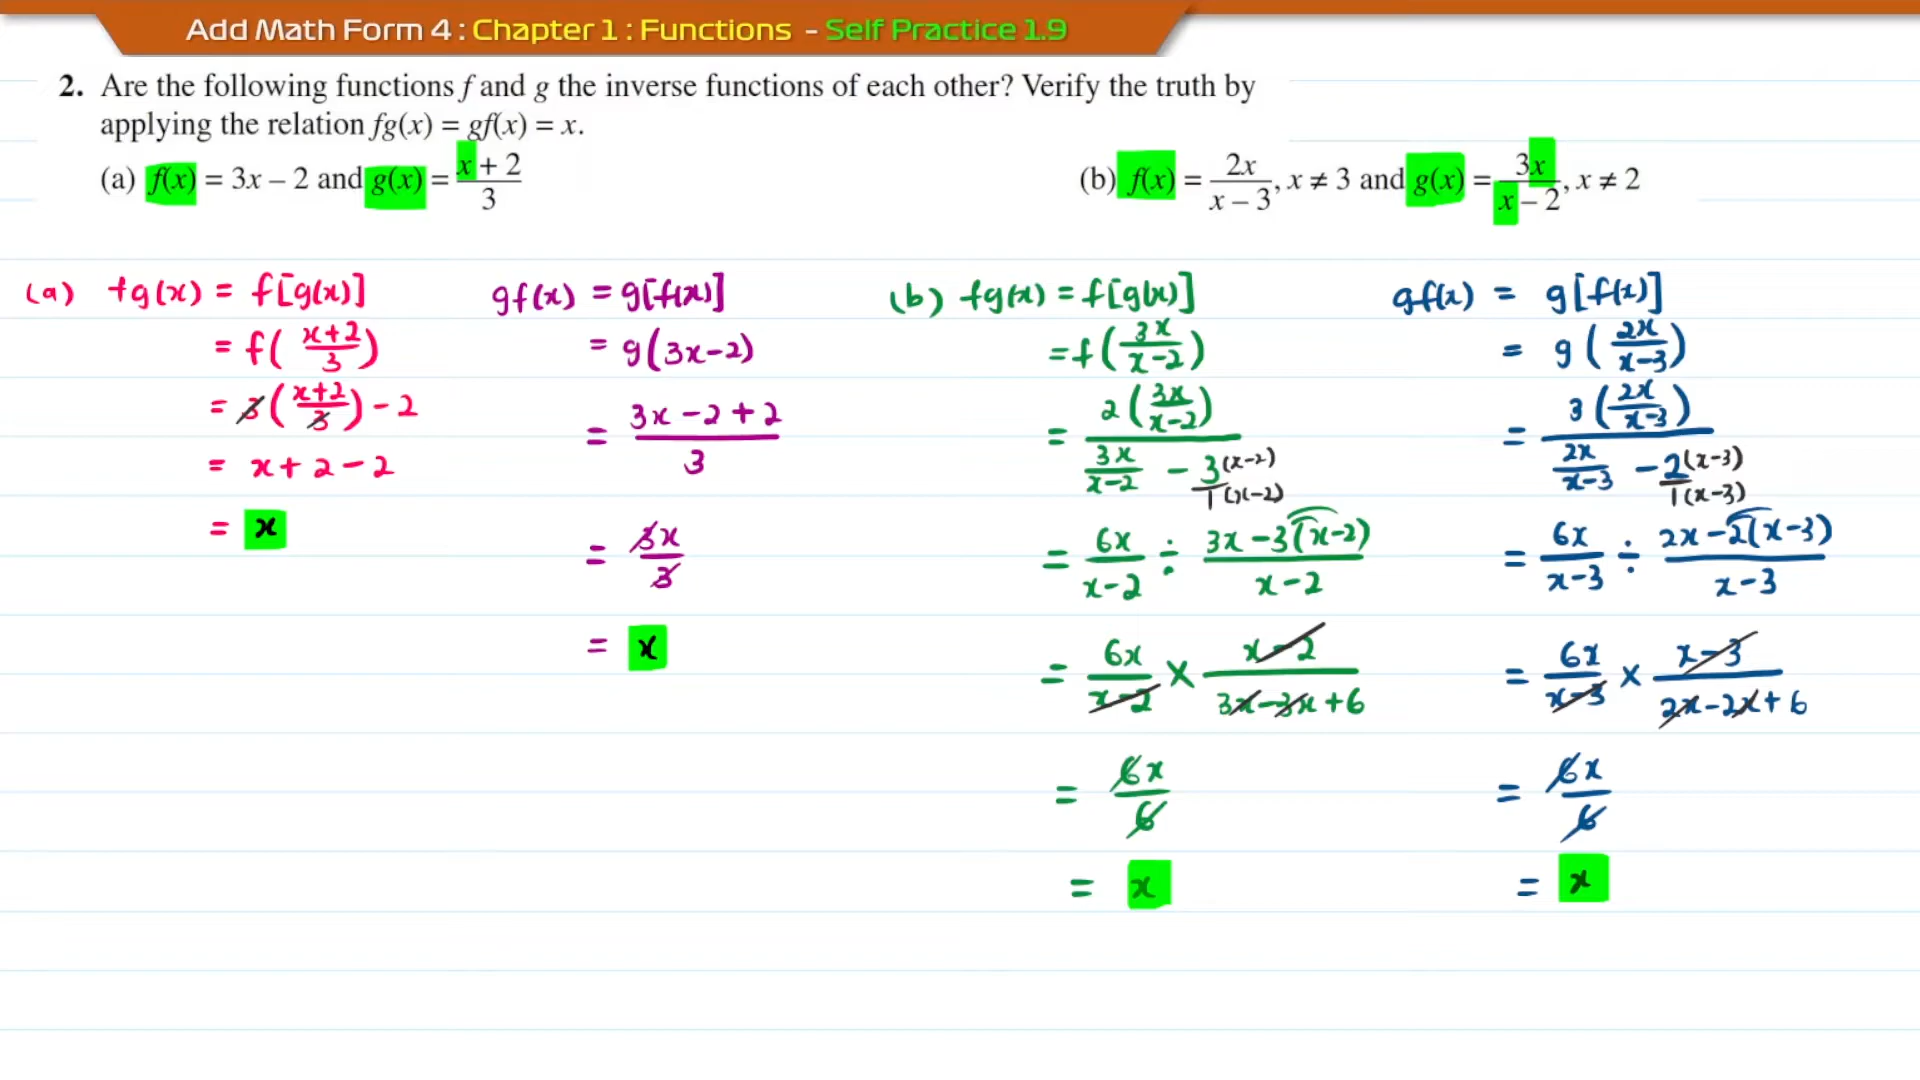 Add Math Form 4 : Chapter 1 : Functions - Self Practice 1.9
2. Are the following functions f and g the inverse functions of each other? Verify the truth by
applying the relation fg(x) = gf(x) = x.
(a) f(x) = 3x – 2 and g(x) = (x + 2)/3
(b) f(x) = 2x/(x – 3), x ≠ 3 and g(x) = 3x/(x – 2), x ≠ 2
(a) fg(x) = f[g(x)]
= f((x+2)/3)
= 3((x+2)/3) - 2
= x + 2 - 2
= x
gf(x) = g[f(x)]
= g(3x-2)
= (3x - 2 + 2)/3
= 3x/3
= x
(b) fg(x) = f[g(x)]
= f(3x/(x-2))
= 2(3x/(x-2)) / (3x/(x-2) - 3(x-2)/1(x-2))
= 6x/(x-2) ÷ (3x-3(x-2))/(x-2)
= 6x/(x-2) × (x-2)/(3x-3x+6)
= 6x/6
= x
gf(x) = g[f(x)]
= g(2x/(x-3))
= 3(2x/(x-3)) / (2x/(x-3) - 2(x-3)/1(x-3))
= 6x/(x-3) ÷ (2x-2(x-3))/(x-3)
= 6x/(x-3) × (x-3)/(2x-2x+6)
= 6x/6
= x